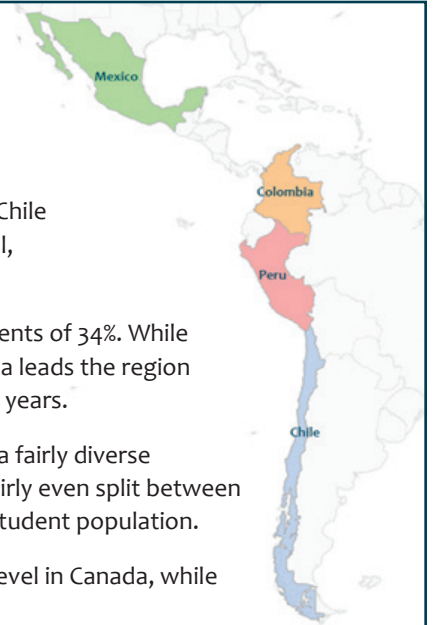 Mexico
Colombia
Chile
l,
Peru
ents of 34%. While
a leads the region
years.
Chile
a fairly diverse
irly even split between
tudent population.
evel in Canada, while